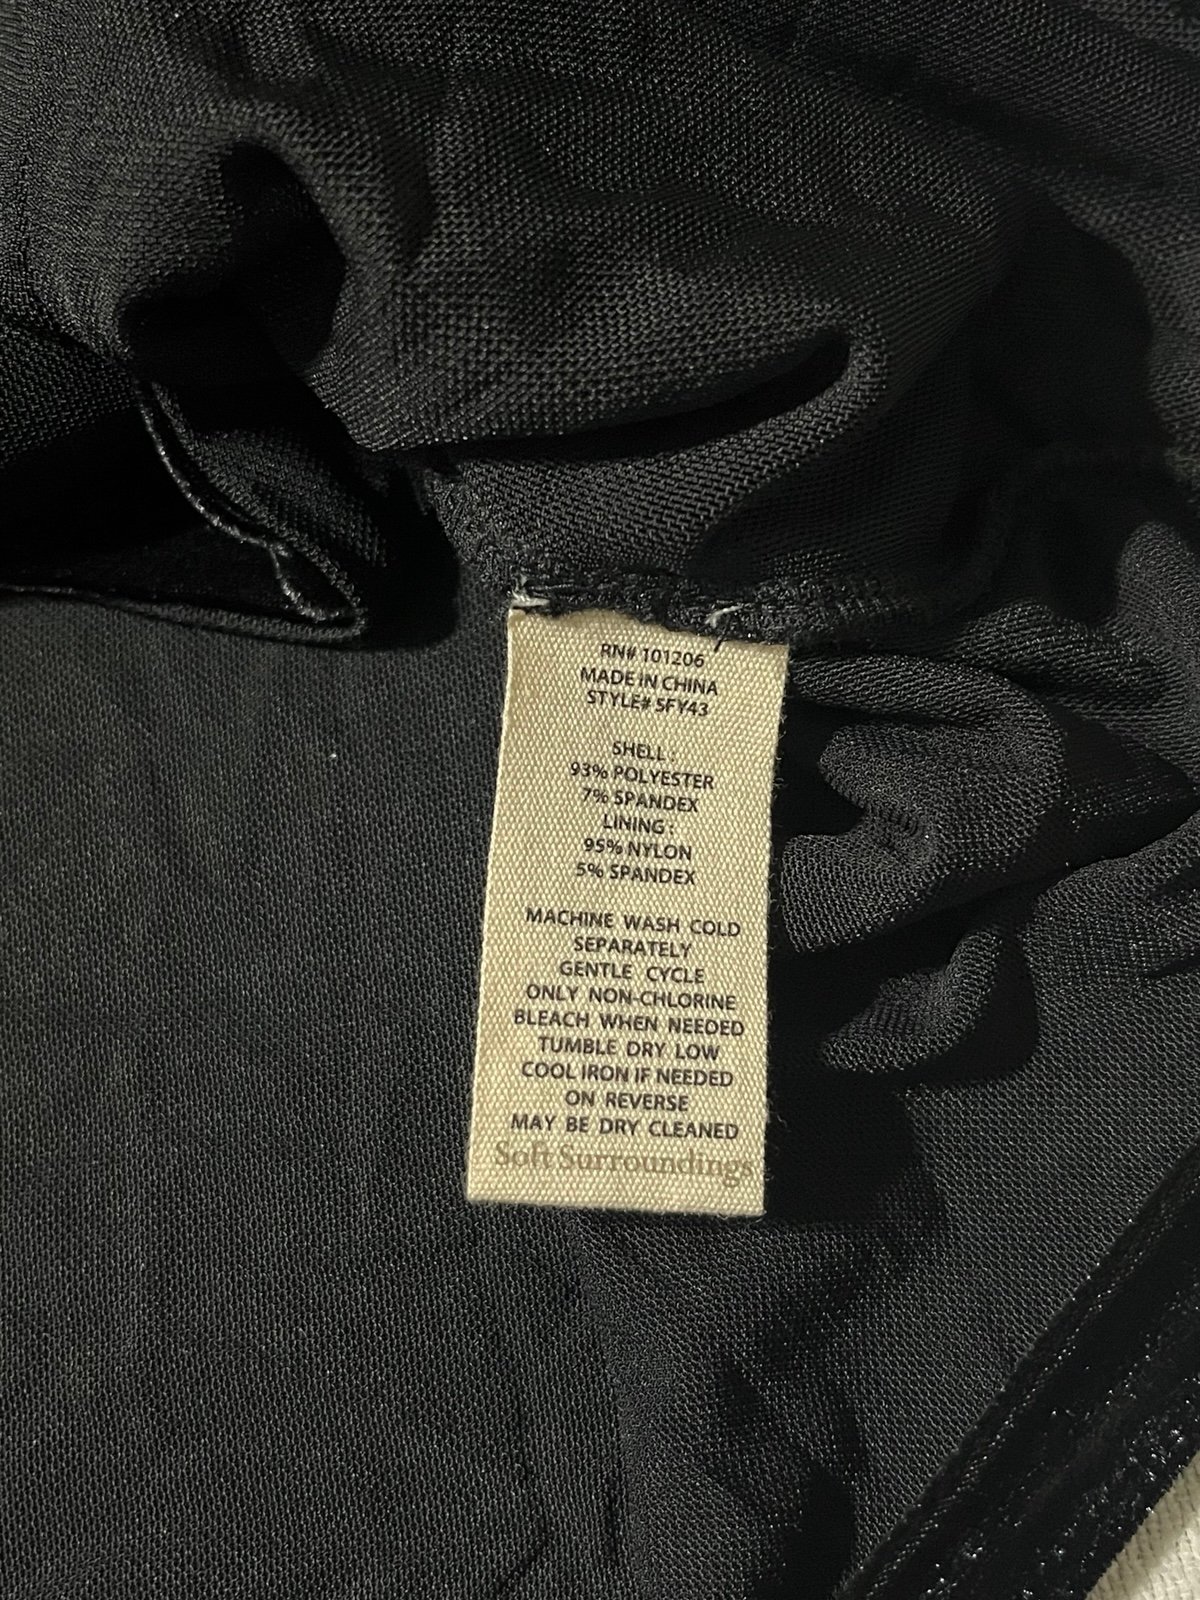 RN# 101206
MADE IN CHINA
STYLE# 5FY43
SHELL :
93% POLYESTER
7% SPANDEX
LINING :
95% NYLON
5% SPANDEX
MACHINE WASH COLD
SEPARATELY
GENTLE CYCLE
ONLY NON-CHLORINE
BLEACH WHEN NEEDED
TUMBLE DRY LOW
COOL IRON IF NEEDED
ON REVERSE
MAY BE DRY CLEANED
Soft Surroundings